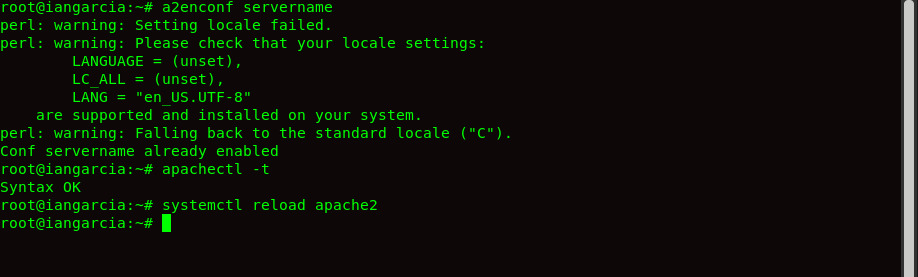 root@iangarcia:~# a2enconf servername
perl: warning: Setting locale failed.
perl: warning: Please check that your locale settings:
        LANGUAGE = (unset),
        LC_ALL = (unset),
        LANG = "en_US.UTF-8"
    are supported and installed on your system.
perl: warning: Falling back to the standard locale ("C").
Conf servername already enabled
root@iangarcia:~# apachectl -t
Syntax OK
root@iangarcia:~# systemctl reload apache2
root@iangarcia:~#